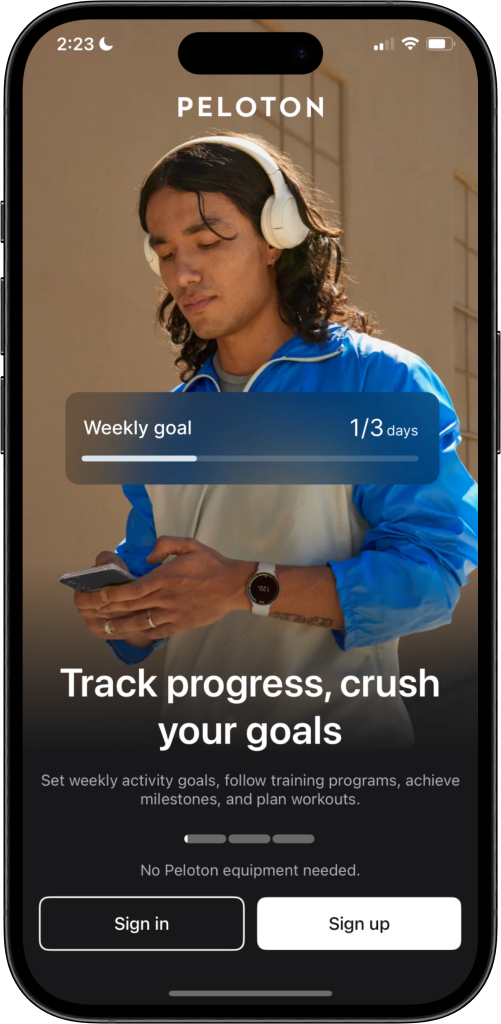 2:23
PELOTON
Weekly goal 1/3 days
Track progress, crush
your goals
Set weekly activity goals, follow training programs, achieve
milestones, and plan workouts.
No Peloton equipment needed.
Sign in Sign up